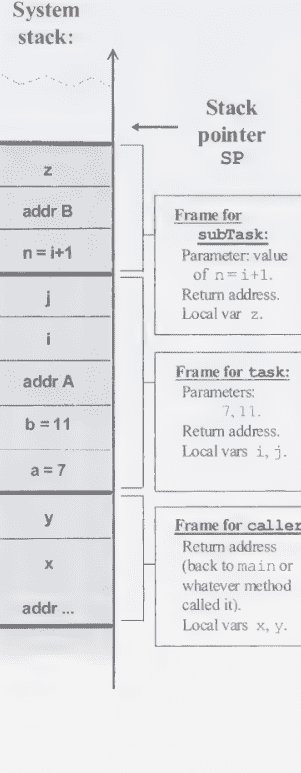 System
stack:
Stack
pointer
SP
z
addr B
n = i+1
j
i
addr A
b = 11
a = 7
y
x
addr ...
Frame for
subTask:
Parameter: value
of n=i+1.
Return address.
Local var z.
Frame for task:
Parameters:
7,11.
Return address.
Local vars i, j.
Frame for caller
Return address
(back to main or
whatever method
called it).
Local vars x, y.